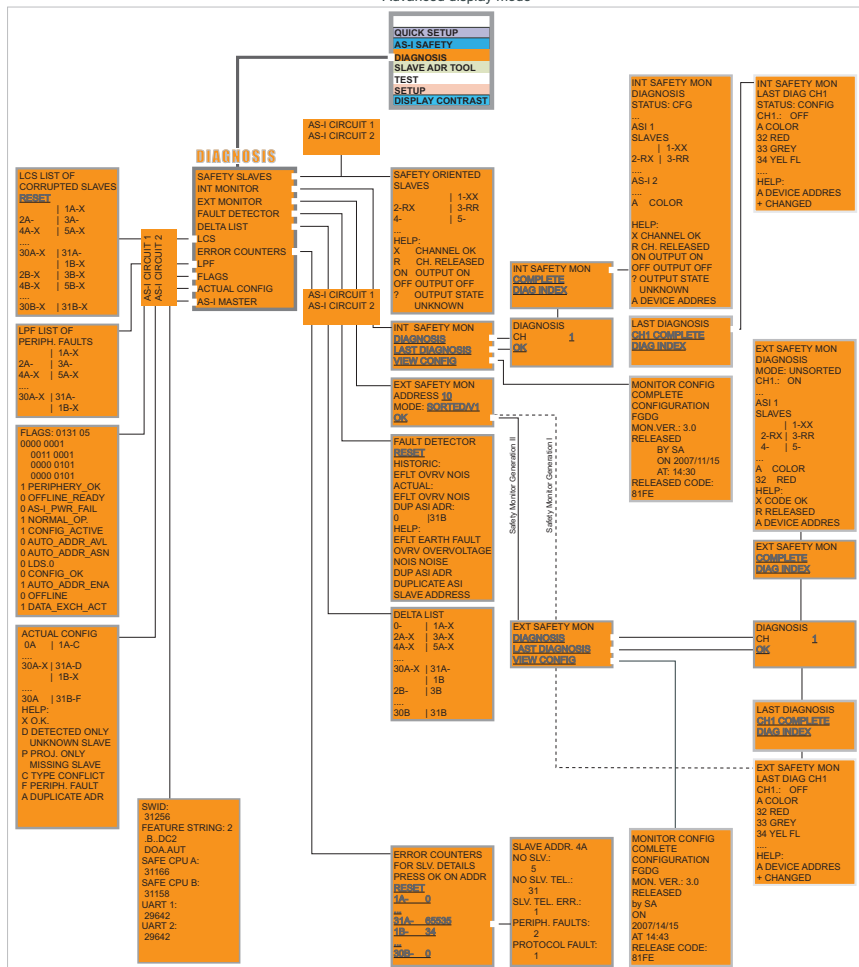 Advanced display mode
QUICK SETUP
AS-I SAFETY
DIAGNOSIS
SLAVE ADR TOOL
TEST
SETUP
DISPLAY CONTRAST
AS-I CIRCUIT 1
AS-I CIRCUIT 2
DIAGNOSIS
SAFETY SLAVES
INT MONITOR
EXT MONITOR
FAULT DETECTOR
DELTA LIST
LCS
ERROR COUNTERS
LPF
FLAGS
ACTUAL CONFIG
AS-I MASTER
AS-I CIRCUIT 1
AS-I CIRCUIT 2
LCS LIST OF
CORRUPTED SLAVES
RESET
| 1A-X
2A- | 3A-
4A-X | 5A-X
....
30A-X | 31A-
| 1B-X
2B-X | 3B-X
4B-X | 5B-X
....
30B-X | 31B-X
LPF LIST OF
PERIPH. FAULTS
| 1A-X
2A- | 3A-
4A-X | 5A-X
....
30A-X | 31A-
| 1B-X
FLAGS: 0131 05
0000 0001
0011 0001
0000 0101
0000 0101
1 PERIPHERY_OK
0 OFFLINE_READY
0 AS-I_PWR_FAIL
1 NORMAL_OP.
1 CONFIG_ACTIVE
0 AUTO_ADDR_AVL
0 AUTO_ADDR_ASN
0 LDS.0
0 CONFIG_OK
1 AUTO_ADDR_ENA
0 OFFLINE
1 DATA_EXCH_ACT
ACTUAL CONFIG
0A | 1A-C
....
30A-X | 31A-D
| 1B-X
....
30A | 31B-F
HELP:
X O.K.
D DETECTED ONLY
UNKNOWN SLAVE
P PROJ. ONLY
MISSING SLAVE
C TYPE CONFLICT
F PERIPH. FAULT
A DUPLICATE ADR
SWID:
31256
FEATURE STRING: 2
.B..DC2
DOA.AUT
SAFE CPU A:
31166
SAFE CPU B:
31158
UART 1:
29642
UART 2:
29642
SAFETY ORIENTED
SLAVES
| 1-XX
2-RX | 3-RR
4- | 5-
...
HELP:
X CHANNEL OK
R CH. RELEASED
ON OUTPUT ON
OFF OUTPUT OFF
? OUTPUT STATE
UNKNOWN
AS-I CIRCUIT 1
AS-I CIRCUIT 2
INT SAFETY MON
DIAGNOSIS
LAST DIAGNOSIS
VIEW CONFIG
EXT SAFETY MON
ADDRESS 10
MODE: SORTED/V1
OK
FAULT DETECTOR
RESET
HISTORIC:
EFLT OVRV NOIS
ACTUAL:
EFLT OVRV NOIS
DUP ASI ADR:
0 |31B
HELP:
EFLT EARTH FAULT
OVRV OVERVOLTAGE
NOIS NOISE
DUP ASI ADR
DUPLICATE ASI
SLAVE ADDRESS
DELTA LIST
0- | 1A-X
2A-X | 3A-X
4A-X | 5A-X
....
30A-X | 31A-
| 1B
2B- | 3B
....
30B | 31B
ERROR COUNTERS
FOR SLV. DETAILS
PRESS OK ON ADDR
RESET
1A- 0
...
31A- 65535
1B- 34
...
30B- 0
SLAVE ADDR. 4A
NO SLV.:
5
NO SLV. TEL.:
31
SLV. TEL. ERR.:
1
PERIPH. FAULTS:
2
PROTOCOL FAULT:
1
INT SAFETY MON
COMPLETE
DIAG INDEX
DIAGNOSIS
CH 1
OK
Safety Monitor Generation II
Safety Monitor Generation I
EXT SAFETY MON
DIAGNOSIS
LAST DIAGNOSIS
VIEW CONFIG
INT SAFETY MON
DIAGNOSIS
STATUS: CFG
...
ASI 1
SLAVES
| 1-XX
2-RX | 3-RR
....
AS-I 2
....
A COLOR
HELP:
X CHANNEL OK
R CH. RELEASED
ON OUTPUT ON
OFF OUTPUT OFF
? OUTPUT STATE
UNKNOWN
A DEVICE ADDRES
LAST DIAGNOSIS
CH1 COMPLETE
DIAG INDEX
MONITOR CONFIG
COMPLETE
CONFIGURATION
FGDG
MON.VER.: 3.0
RELEASED
BY SA
ON 2007/11/15
AT: 14:30
RELEASED CODE:
81FE
MONITOR CONFIG
COMLETE
CONFIGURATION
FGDG
MON. VER.: 3.0
RELEASED
by SA
ON
2007/14/15
AT 14:43
RELEASE CODE:
81FE
INT SAFETY MON
LAST DIAG CH1
STATUS: CONFIG
CH1.: OFF
A COLOR
32 RED
33 GREY
34 YEL FL
....
HELP:
A DEVICE ADDRES
+ CHANGED
EXT SAFETY MON
DIAGNOSIS
MODE: UNSORTED
CH1.: ON
...
ASI 1
SLAVES
| 1-XX
2-RX | 3-RR
4- | 5-
...
A COLOR
32 RED
HELP:
X CODE OK
R RELEASED
A DEVICE ADDRES
EXT SAFETY MON
COMPLETE
DIAG INDEX
DIAGNOSIS
CH 1
OK
LAST DIAGNOSIS
CH1 COMPLETE
DIAG INDEX
EXT SAFETY MON
LAST DIAG CH1
CH1.: OFF
A COLOR
32 RED
33 GREY
34 YEL FL
....
HELP:
A DEVICE ADDRES
+ CHANGED